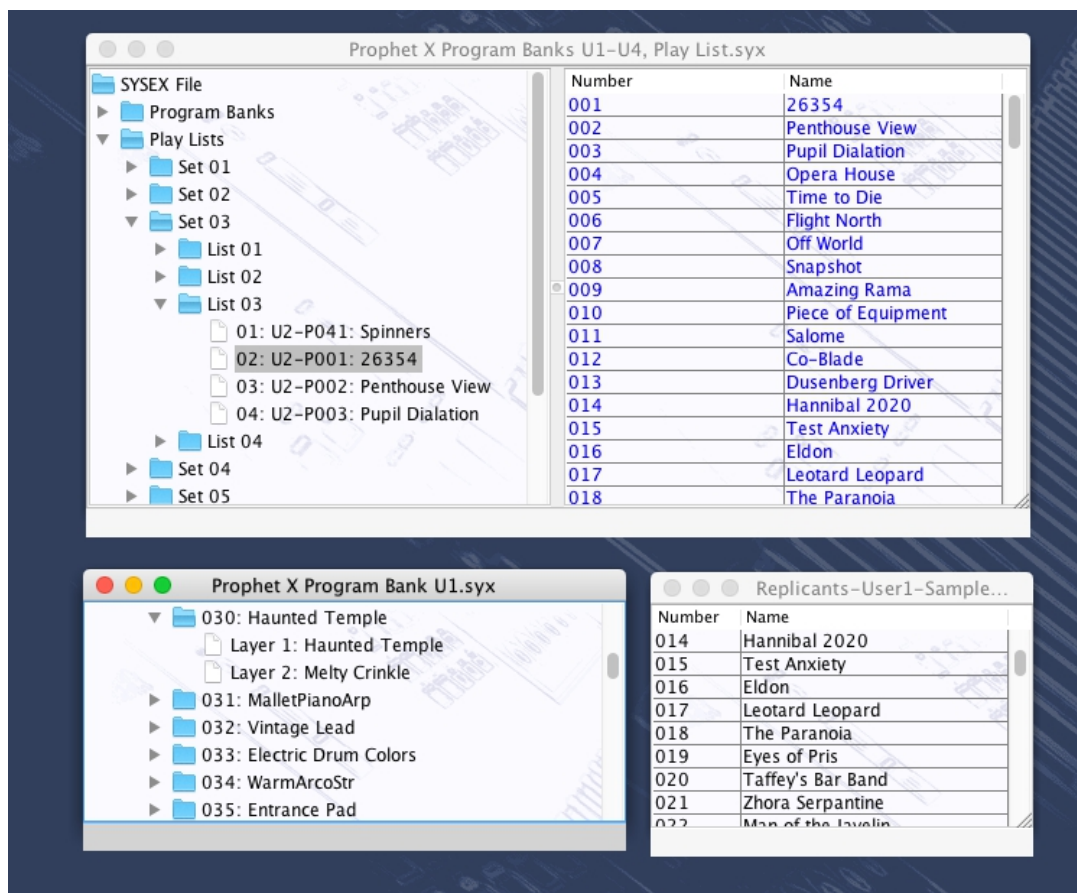 Prophet X Program Banks U1-U4, Play List.syx
SYSEX File
Program Banks
Play Lists
Set 01
Set 02
Set 03
List 01
List 02
List 03
01: U2-P041: Spinners
02: U2-P001: 26354
03: U2-P002: Penthouse View
04: U2-P003: Pupil Dialation
List 04
Set 04
Set 05
Number Name
001 26354
002 Penthouse View
003 Pupil Dialation
004 Opera House
005 Time to Die
006 Flight North
007 Off World
008 Snapshot
009 Amazing Rama
010 Piece of Equipment
011 Salome
012 Co-Blade
013 Dusenberg Driver
014 Hannibal 2020
015 Test Anxiety
016 Eldon
017 Leotard Leopard
018 The Paranoia
Prophet X Program Bank U1.syx
030: Haunted Temple
Layer 1: Haunted Temple
Layer 2: Melty Crinkle
031: MalletPianoArp
032: Vintage Lead
033: Electric Drum Colors
034: WarmArcoStr
035: Entrance Pad
Replicants-User1-Sample...
Number Name
014 Hannibal 2020
015 Test Anxiety
016 Eldon
017 Leotard Leopard
018 The Paranoia
019 Eyes of Pris
020 Taffey's Bar Band
021 Zhora Serpantine
022 Man of the Javelin